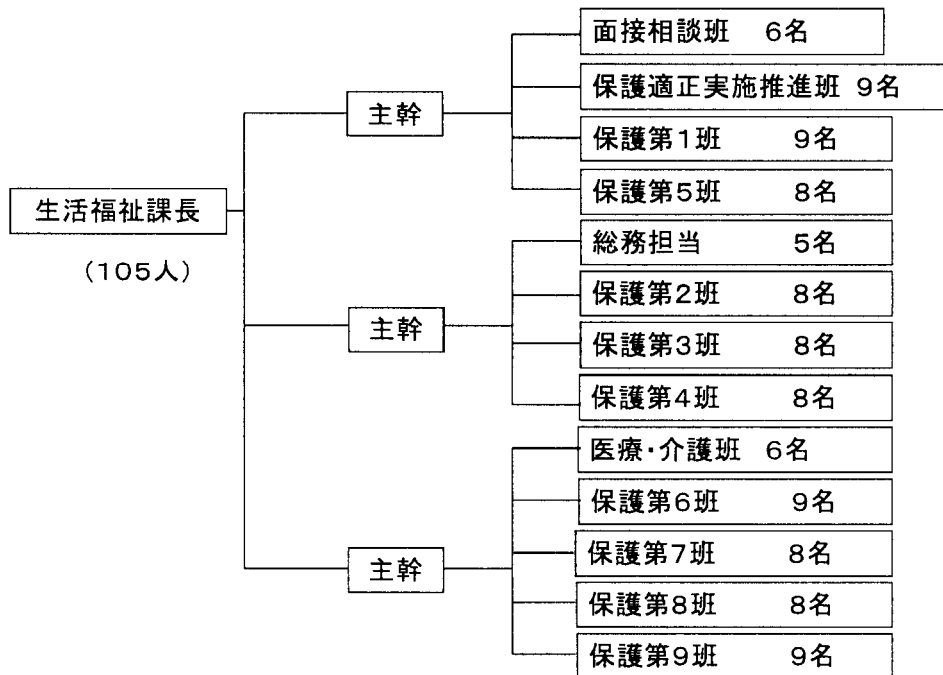 生活福祉課長
(105人)
主幹
面接相談班 6名
保護適正実施推進班 9名
保護第1班 9名
保護第5班 8名
主幹
総務担当 5名
保護第2班 8名
保護第3班 8名
保護第4班 8名
主幹
医療・介護班 6名
保護第6班 9名
保護第7班 8名
保護第8班 8名
保護第9班 9名